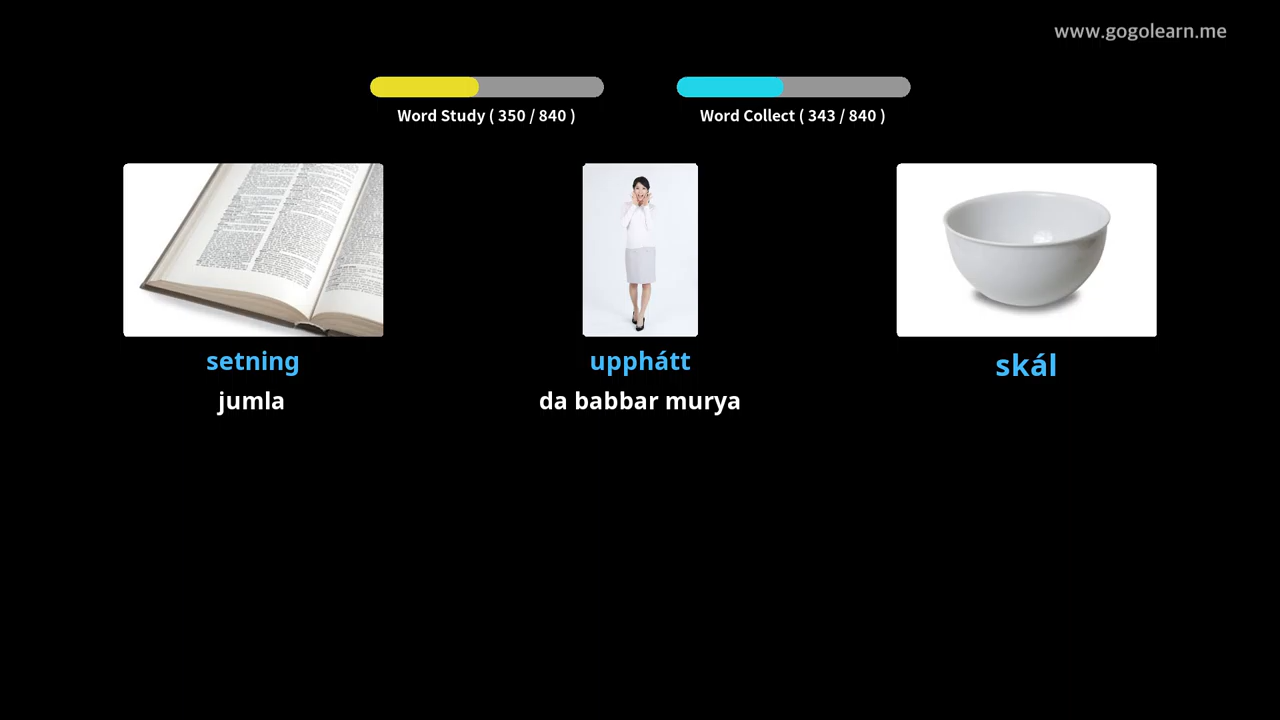 www.gogolearn.me
Word Study ( 350 / 840 )
Word Collect ( 343 / 840 )
setning
jumla
upphátt
da babbar murya
skál